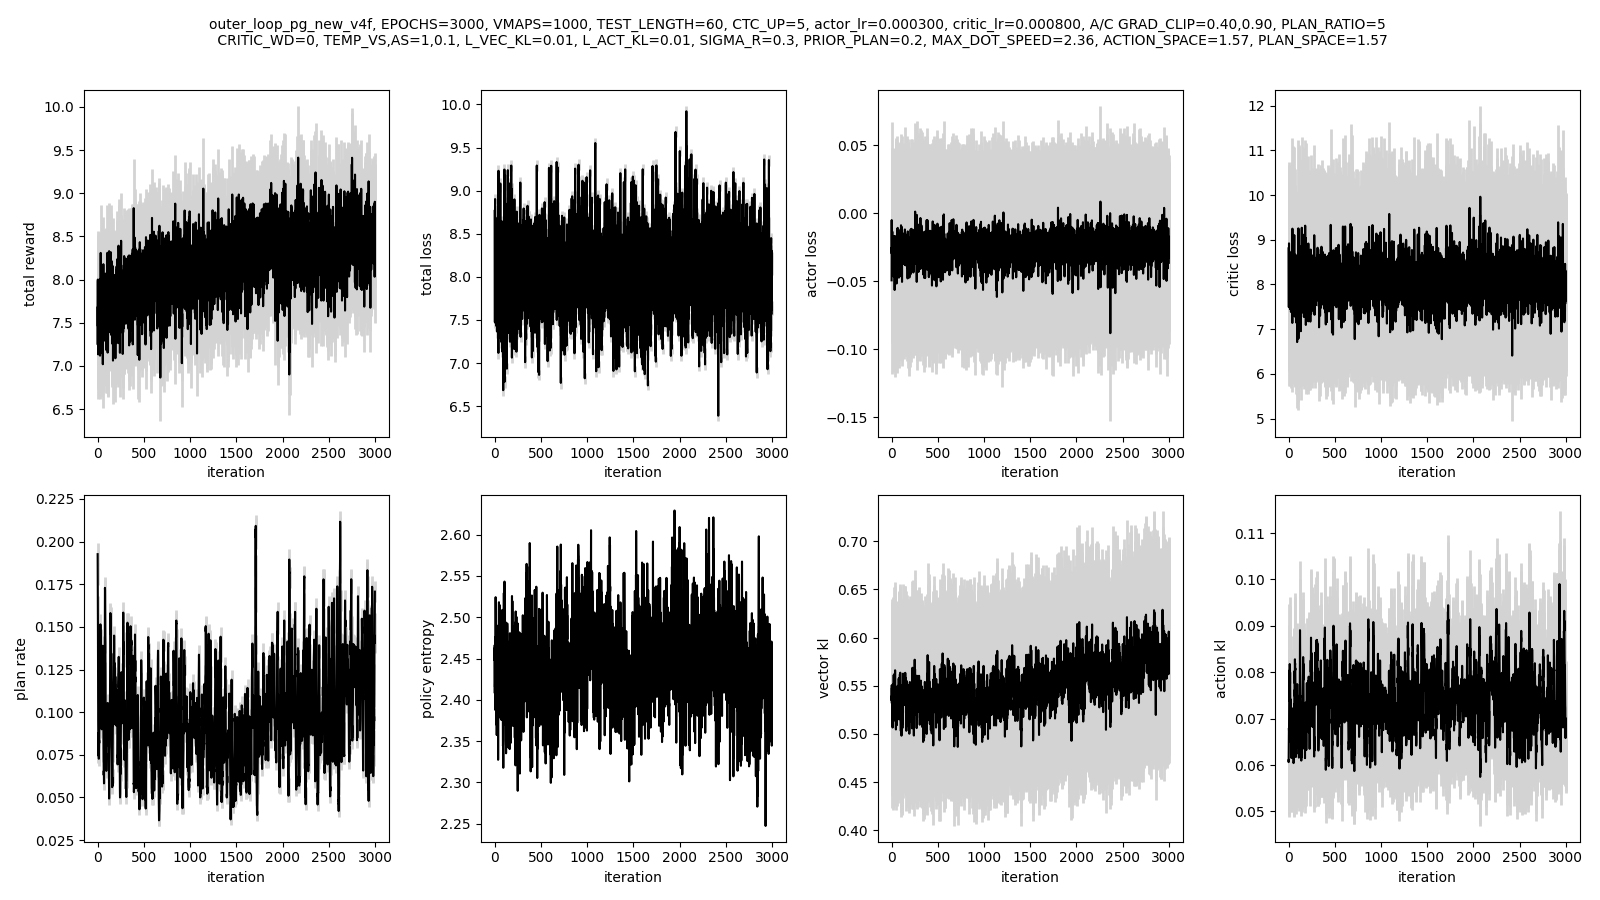 outer_loop_pg_new_v4f, EPOCHS=3000, VMAPS=1000, TEST_LENGTH=60, CTC_UP=5, actor_lr=0.000300, critic_lr=0.000800, A/C GRAD_CLIP=0.40,0.90, PLAN_RATIO=5
CRITIC_WD=0, TEMP_VS,AS=1,0.1, L_VEC_KL=0.01, L_ACT_KL=0.01, SIGMA_R=0.3, PRIOR_PLAN=0.2, MAX_DOT_SPEED=2.36, ACTION_SPACE=1.57, PLAN_SPACE=1.57
total reward
10.0
9.5
9.0
8.5
8.0
7.5
7.0
6.5
0 500 1000 1500 2000 2500 3000
iteration
total loss
10.0
9.5
9.0
8.5
8.0
7.5
7.0
6.5
0 500 1000 1500 2000 2500 3000
iteration
actor loss
0.05
0.00
−0.05
−0.10
−0.15
0 500 1000 1500 2000 2500 3000
iteration
critic loss
12
11
10
9
8
7
6
5
0 500 1000 1500 2000 2500 3000
iteration
plan rate
0.225
0.200
0.175
0.150
0.125
0.100
0.075
0.050
0.025
0 500 1000 1500 2000 2500 3000
iteration
policy entropy
2.60
2.55
2.50
2.45
2.40
2.35
2.30
2.25
0 500 1000 1500 2000 2500 3000
iteration
vector kl
0.70
0.65
0.60
0.55
0.50
0.45
0.40
0 500 1000 1500 2000 2500 3000
iteration
action kl
0.11
0.10
0.09
0.08
0.07
0.06
0.05
0 500 1000 1500 2000 2500 3000
iteration